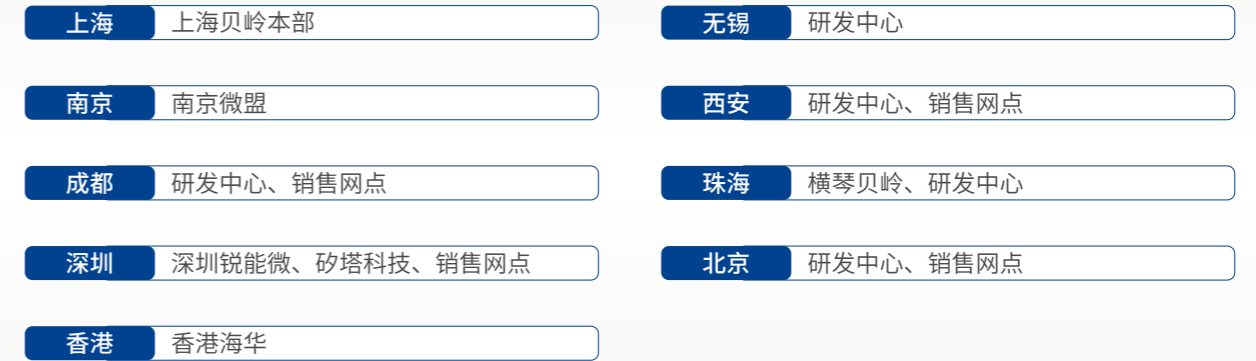 上海 上海贝岭本部
无锡 研发中心
南京 南京微盟
西安 研发中心、销售网点
成都 研发中心、销售网点
珠海 横琴贝岭、研发中心
深圳 深圳锐能微、矽塔科技、销售网点
北京 研发中心、销售网点
香港 香港海华